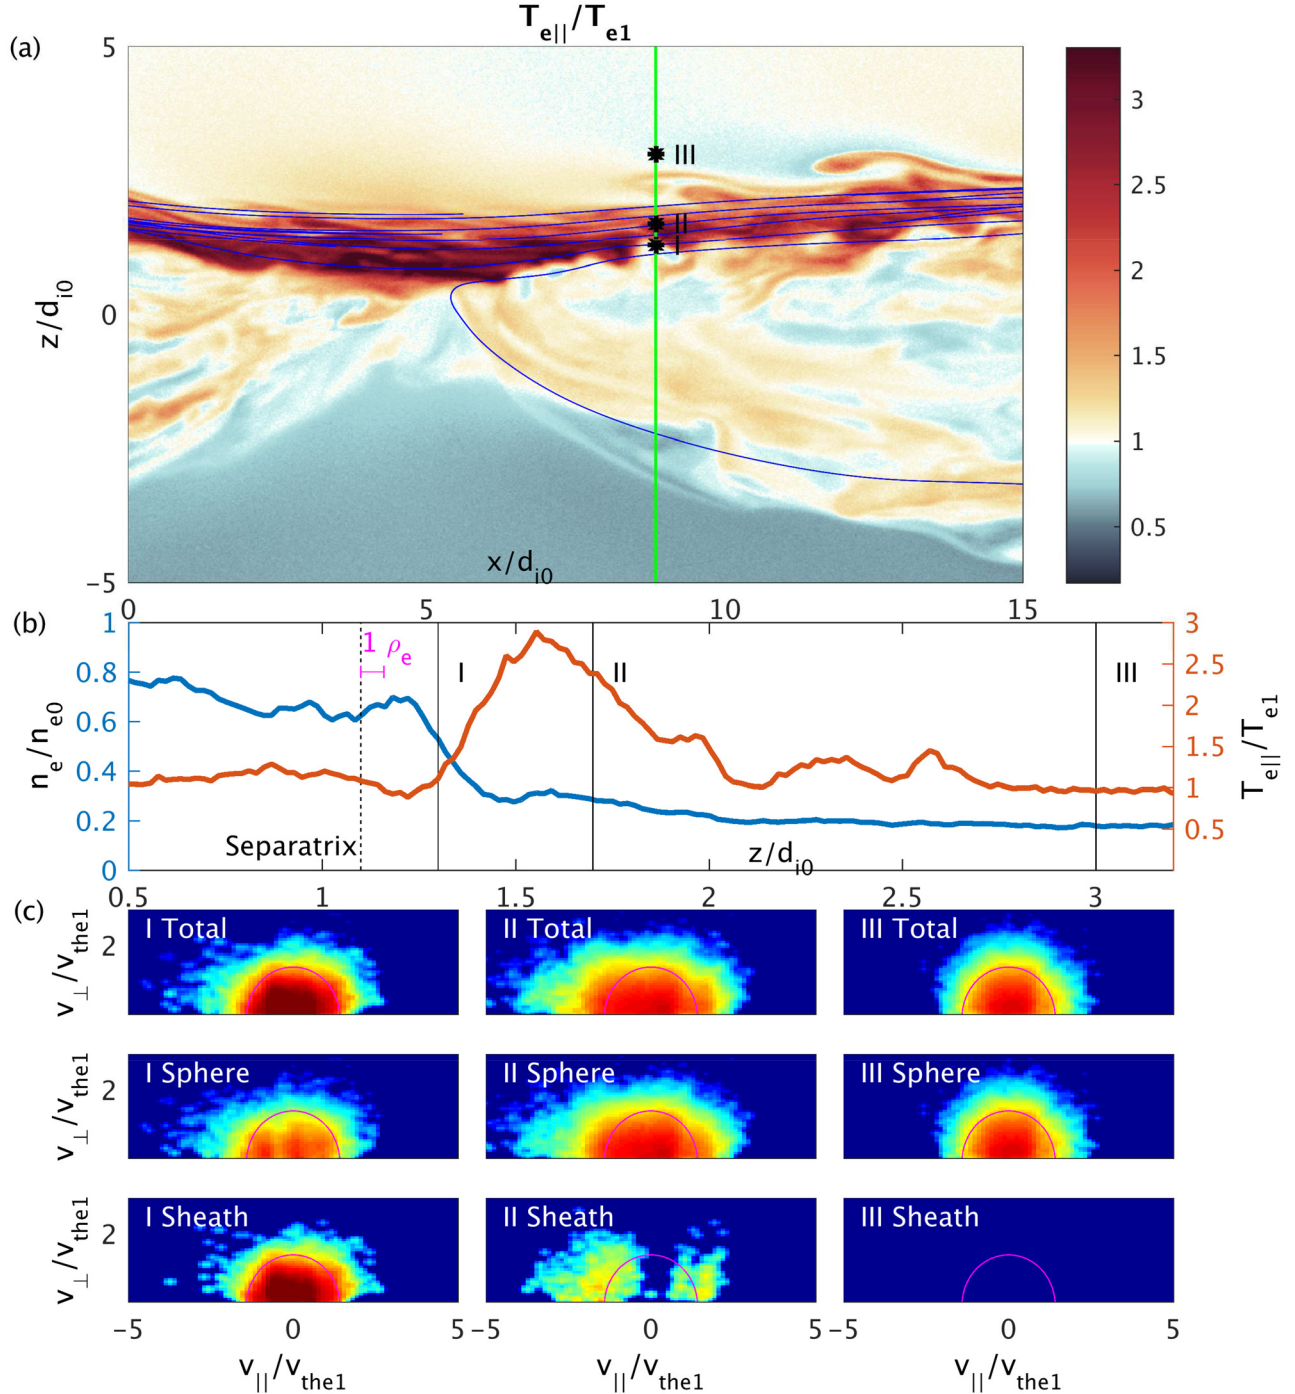 (a)
T_e||/T_e1
5
0
−5
z/d_i0
III
II
I
x/d_i0
0 5 10 15
3
2.5
2
1.5
1
0.5
(b)
1
0.8
0.6
0.4
0.2
0
n_e/n_e0
1 ρ_e
I
II
III
Separatrix
z/d_i0
3
2.5
2
1.5
1
0.5
T_e||/T_e1
0.5 1 1.5 2 2.5 3
(c)
I Total
II Total
III Total
2
v_⊥/v_the1
I Sphere
II Sphere
III Sphere
2
v_⊥/v_the1
I Sheath
II Sheath
III Sheath
2
v_⊥/v_the1
−5 0 5 −5 0 5 −5 0 5
v_||/v_the1
v_||/v_the1
v_||/v_the1